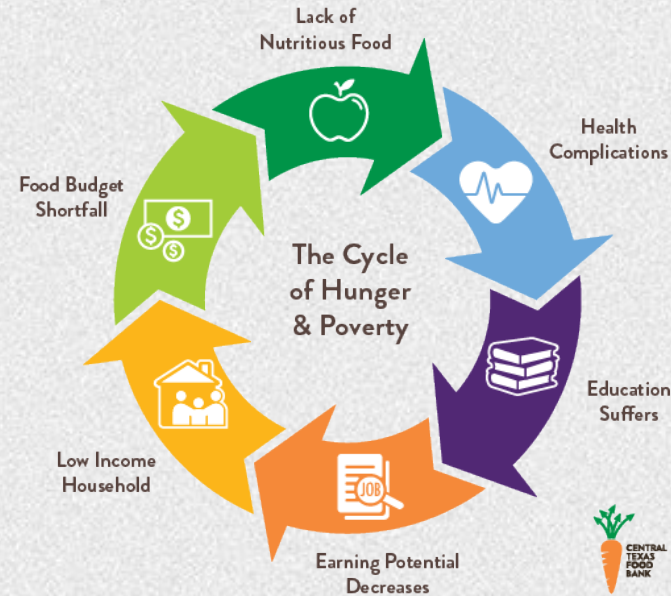 Lack of
Nutritious Food
Health
Complications
Food Budget
Shortfall
$
$
$
The Cycle
of Hunger
& Poverty
Education
Suffers
Low Income
Household
JOB
Earning Potential
Decreases
CENTRAL
TEXAS
FOOD
BANK